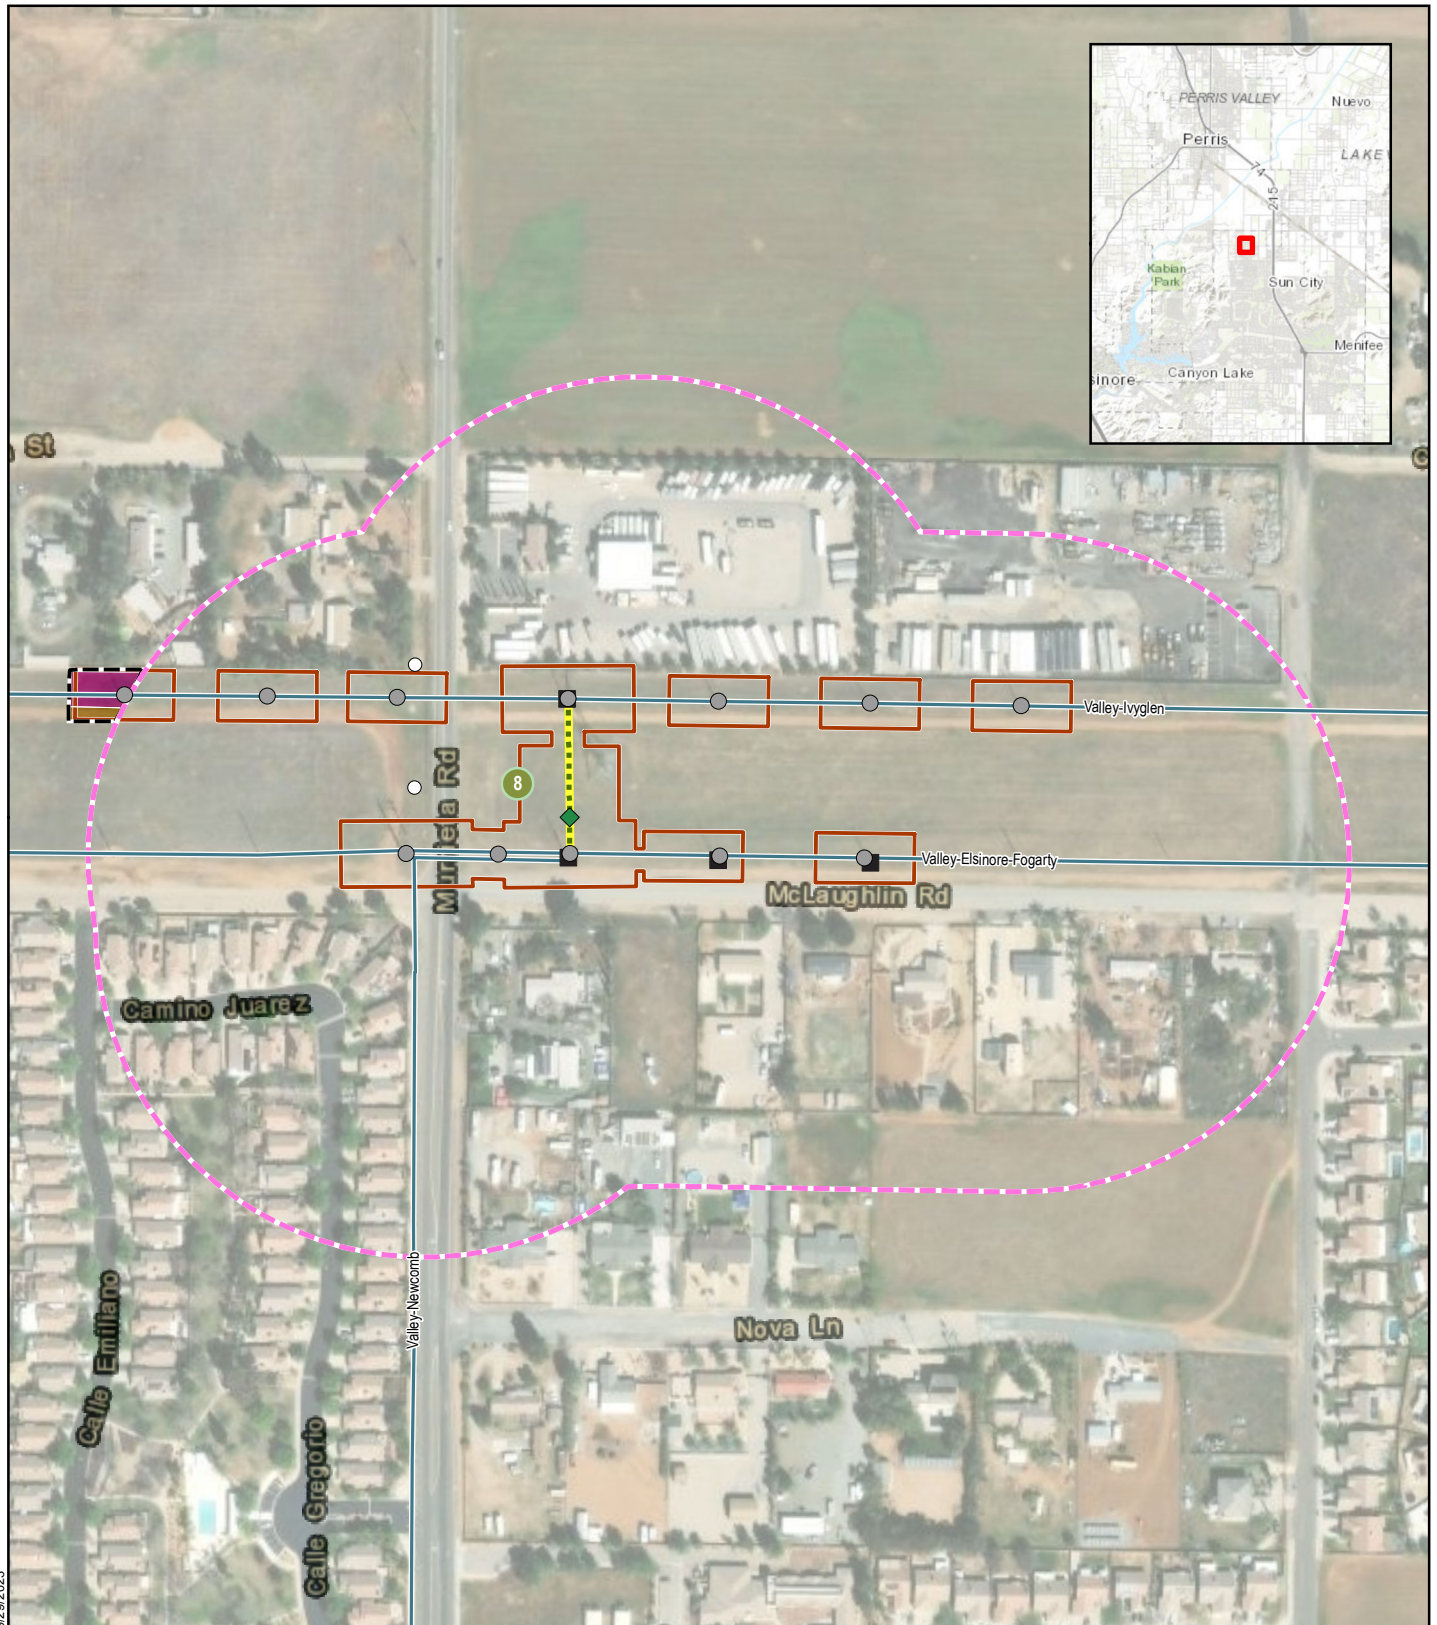 PERRIS VALLEY
Nuevo
Perris
LAKE
74
215
Kabian
Park
Sun City
Menifee
Canyon Lake
sinore
St
Valley-Ivyglen
8
Murrieta Rd
Valley-Elsinore-Fogarty
McLaughlin Rd
Camino Juarez
Valley-Newcomb
Calle Emiliano
Nova Ln
Calle Gregorio